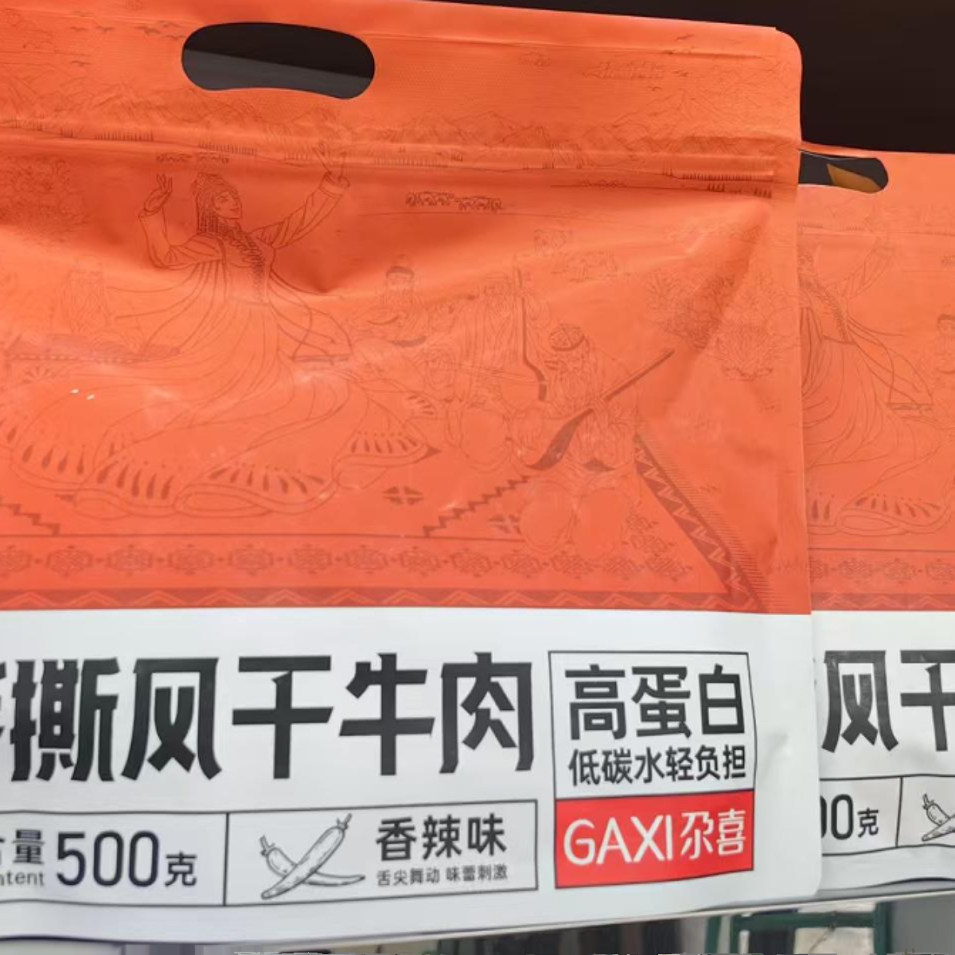 撕风干牛肉
高蛋白
低碳水轻负担
GAXI尕喜
量 500克
tent
香辣味
舌尖舞动 味蕾刺激
风干
00克